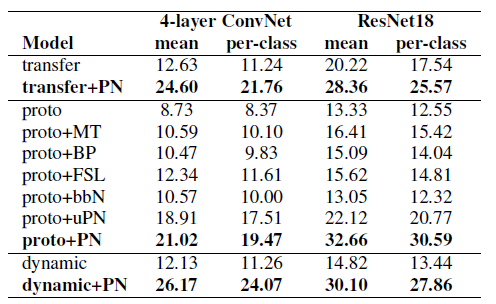 4-layer ConvNet ResNet18
Model mean per-class mean per-class
transfer 12.63 11.24 20.22 17.54
transfer+PN 24.60 21.76 28.36 25.57
proto 8.73 8.37 13.33 12.55
proto+MT 10.59 10.10 16.41 15.42
proto+BP 10.47 9.83 15.09 14.04
proto+FSL 12.34 11.61 15.62 14.81
proto+bbN 10.57 10.00 13.05 12.32
proto+uPN 18.91 17.51 22.12 20.77
proto+PN 21.02 19.47 32.66 30.59
dynamic 12.13 11.26 14.82 13.44
dynamic+PN 26.17 24.07 30.10 27.86